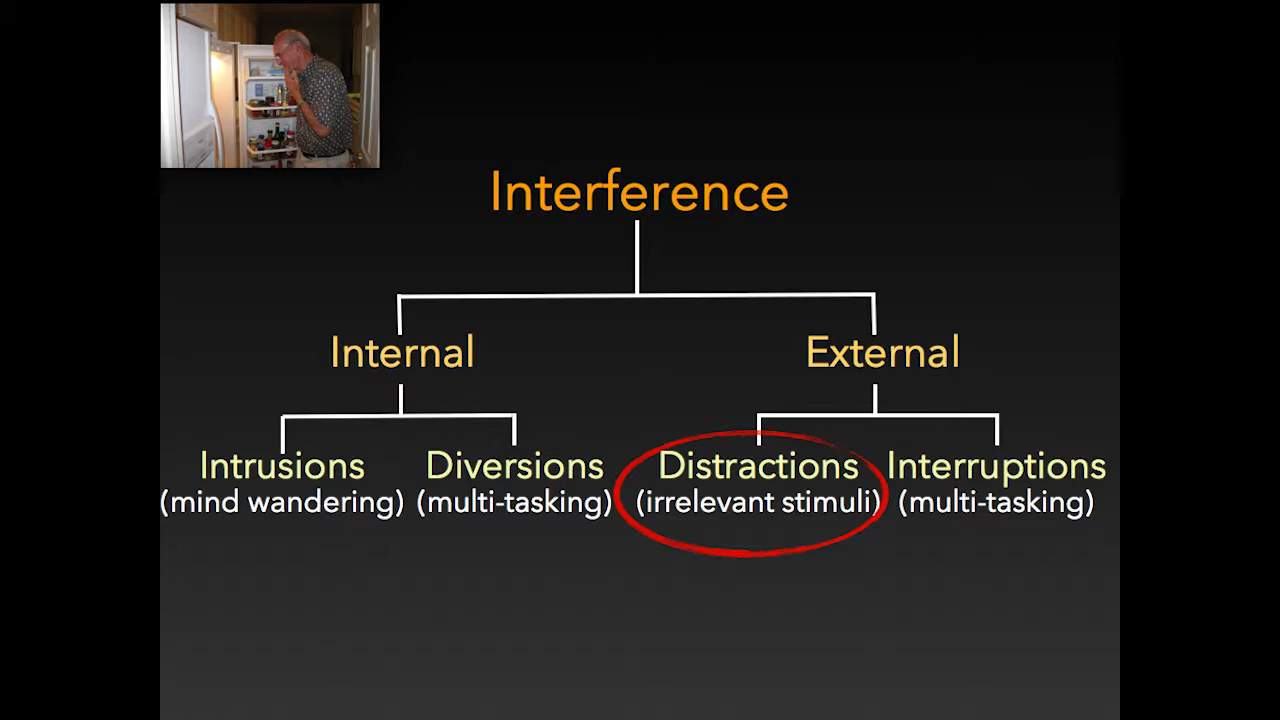 Interference
Internal External
Intrusions Diversions Distractions Interruptions
(mind wandering) (multi-tasking) (irrelevant stimuli) (multi-tasking)